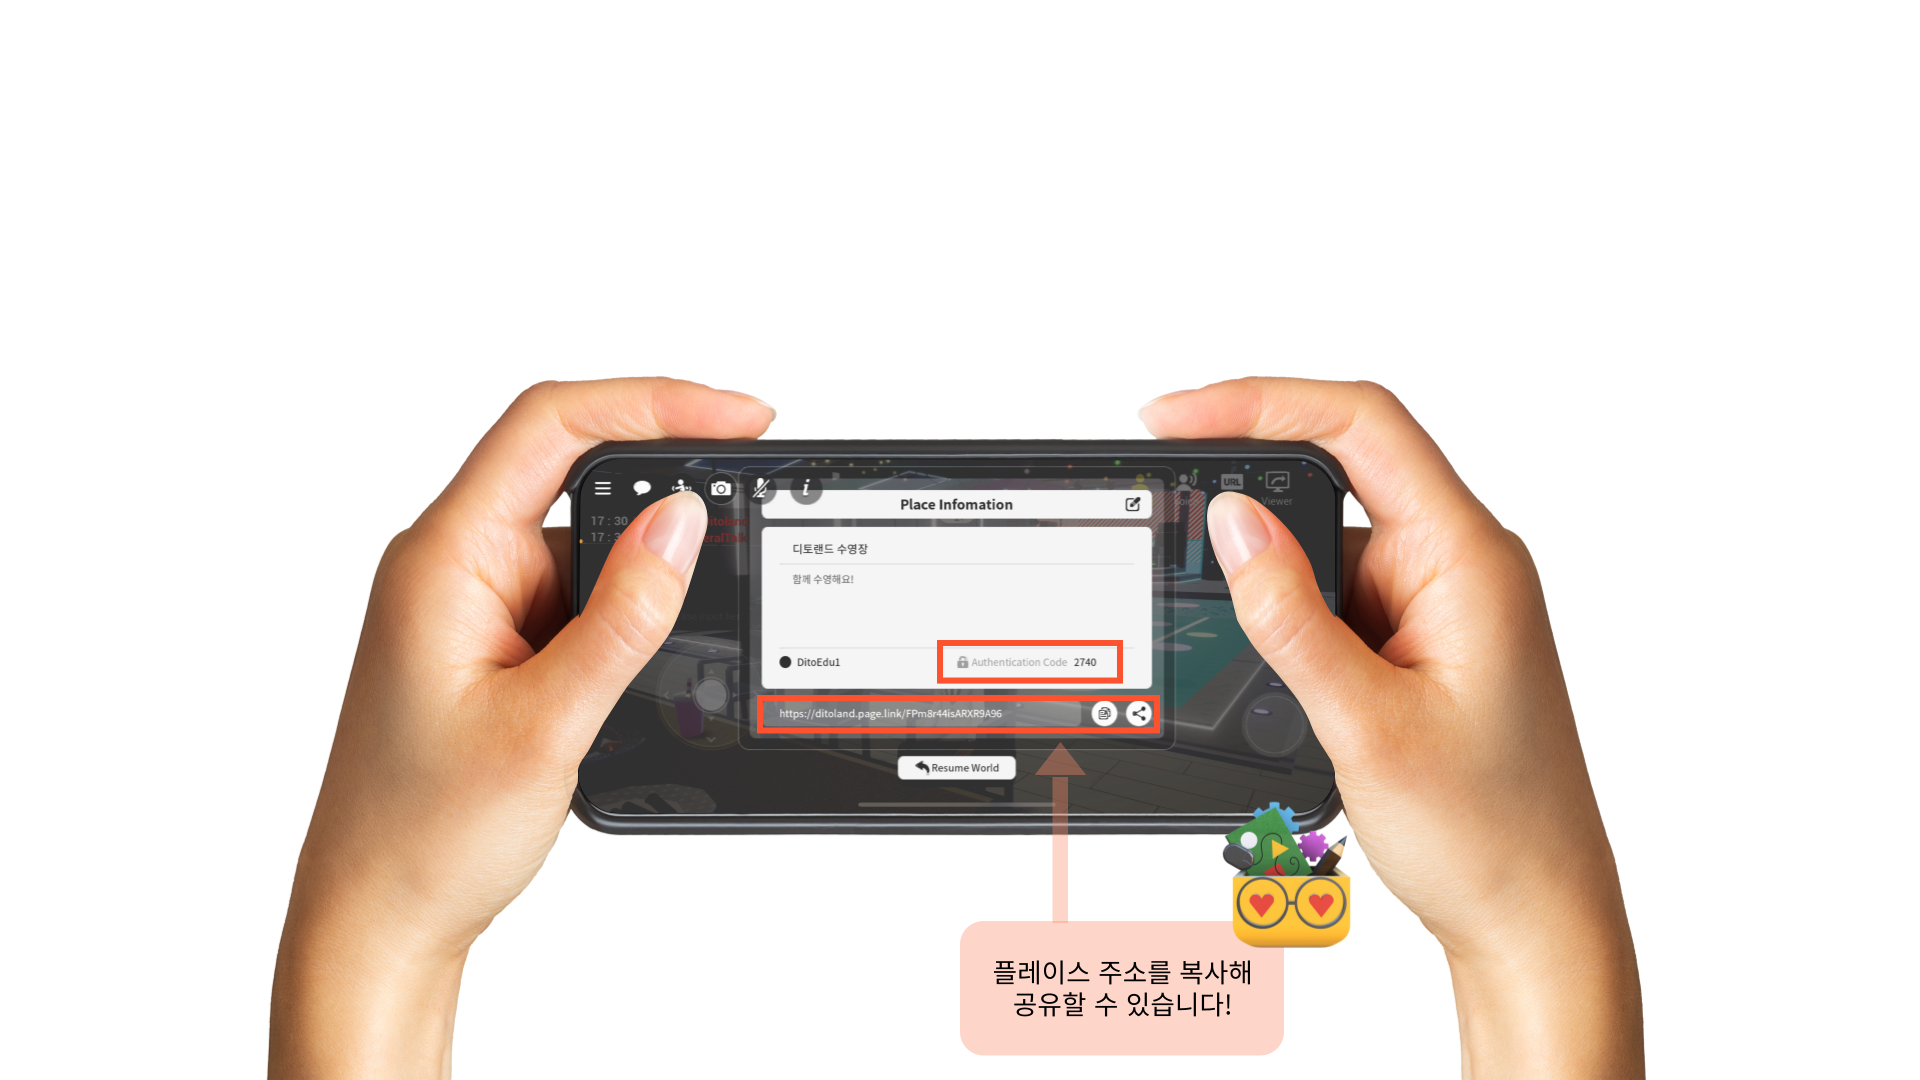 URL
Viewer
17 : 30
Place Infomation
디토랜드 수영장
함께 수영해요!
DitoEdu1
Authentication Code 2740
https://ditoland.page.link/FPm8r44isARXR9A96
Resume World
플레이스 주소를 복사해
공유할 수 있습니다!